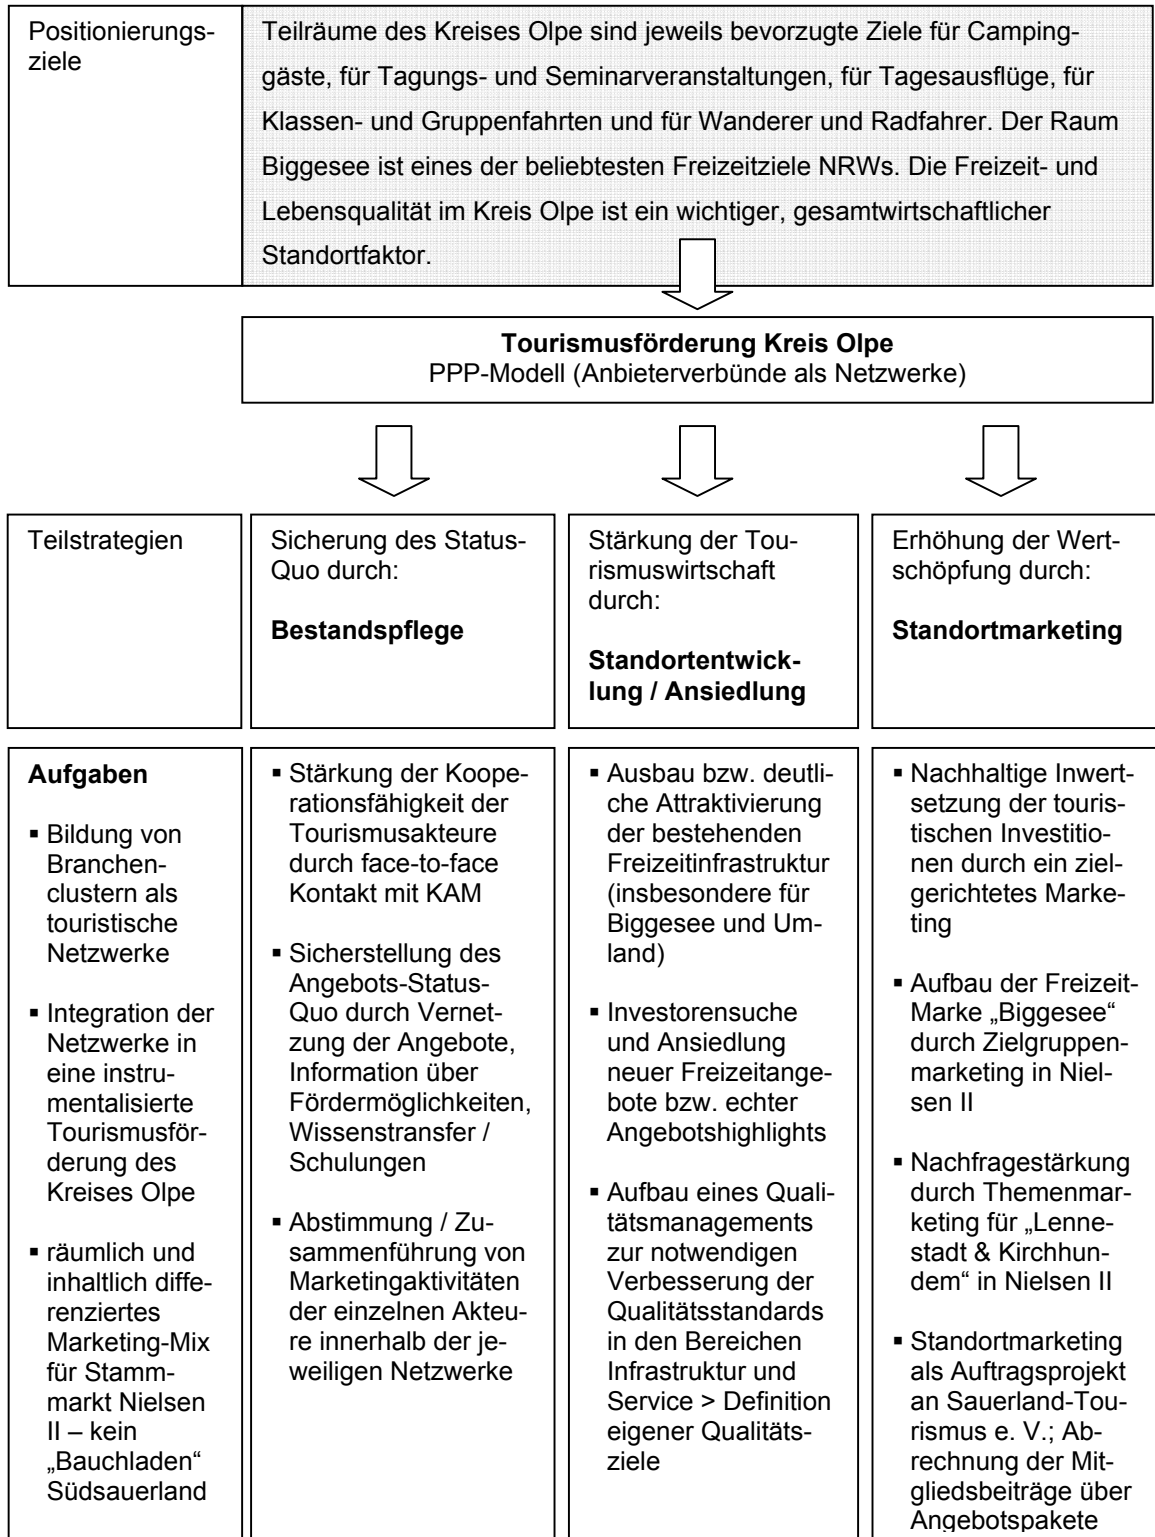 Positionierungs-
ziele
Teilräume des Kreises Olpe sind jeweils bevorzugte Ziele für Camping-
gäste, für Tagungs- und Seminarveranstaltungen, für Tagesausflüge, für
Klassen- und Gruppenfahrten und für Wanderer und Radfahrer. Der Raum
Biggesee ist eines der beliebtesten Freizeitziele NRWs. Die Freizeit- und
Lebensqualität im Kreis Olpe ist ein wichtiger, gesamtwirtschaftlicher
Standortfaktor.
Tourismusförderung Kreis Olpe
PPP-Modell (Anbieterverbünde als Netzwerke)
Teilstrategien
Sicherung des Status-
Quo durch:
Bestandspflege
Stärkung der Tou-
rismuswirtschaft
durch:
Standortentwick-
lung / Ansiedlung
Erhöhung der Wert-
schöpfung durch:
Standortmarketing
Aufgaben
▪ Bildung von
Branchen-
clustern als
touristische
Netzwerke
▪ Integration der
Netzwerke in
eine instru-
mentalisierte
Tourismusför-
derung des
Kreises Olpe
▪ räumlich und
inhaltlich diffe-
renziertes
Marketing-Mix
für Stamm-
markt Nielsen
II – kein
„Bauchladen“
Südsauerland
▪ Stärkung der Koope-
rationsfähigkeit der
Tourismusakteure
durch face-to-face
Kontakt mit KAM
▪ Sicherstellung des
Angebots-Status-
Quo durch Vernet-
zung der Angebote,
Information über
Fördermöglichkeiten,
Wissenstransfer /
Schulungen
▪ Abstimmung / Zu-
sammenführung von
Marketingaktivitäten
der einzelnen Akteu-
re innerhalb der je-
weiligen Netzwerke
▪ Ausbau bzw. deutli-
che Attraktivierung
der bestehenden
Freizeitinfrastruktur
(insbesondere für
Biggesee und Um-
land)
▪ Investorensuche
und Ansiedlung
neuer Freizeitange-
bote bzw. echter
Angebotshighlights
▪ Aufbau eines Quali-
tätsmanagements
zur notwendigen
Verbesserung der
Qualitätsstandards
in den Bereichen
Infrastruktur und
Service > Definition
eigener Qualitäts-
ziele
▪ Nachhaltige Inwert-
setzung der touris-
tischen Investitio-
nen durch ein ziel-
gerichtetes Marke-
ting
▪ Aufbau der Freizeit-
Marke „Biggesee“
durch Zielgruppen-
marketing in Niel-
sen II
▪ Nachfragestärkung
durch Themenmar-
keting für „Lenne-
stadt & Kirchhun-
dem“ in Nielsen II
▪ Standortmarketing
als Auftragsprojekt
an Sauerland-Tou-
rismus e. V.; Ab-
rechnung der Mit-
gliedsbeiträge über
Angebotspakete